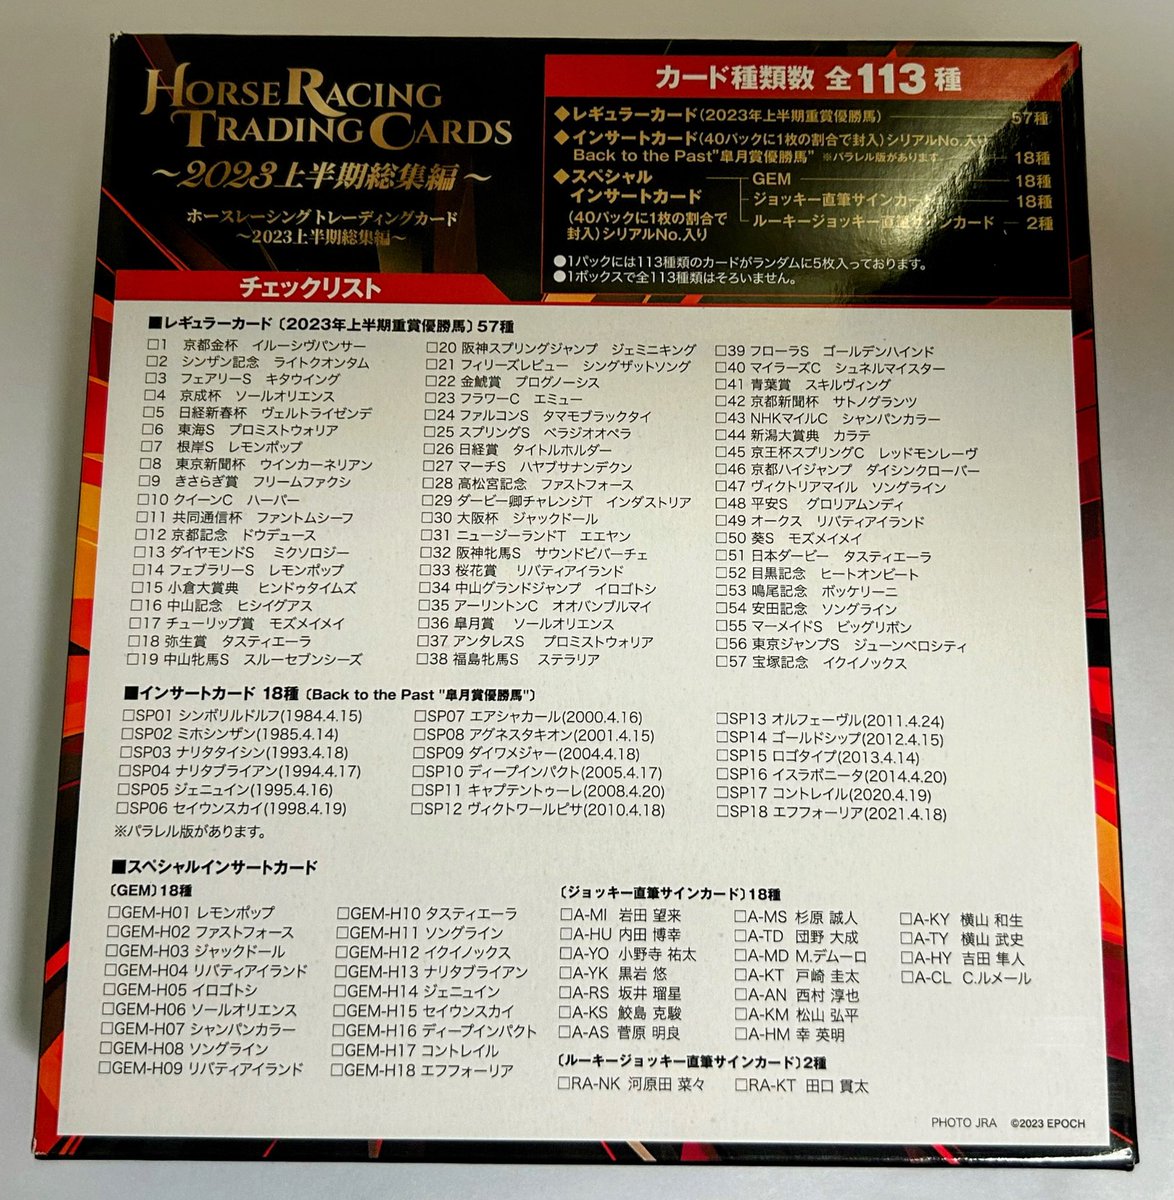 HORSE RACING
TRADING CARDS
～2023上半期総集編～
ホースレーシング トレーディングカード
～2023上半期総集編～
カード種類数 全113種
◆レギュラーカード(2023年上半期重賞優勝馬) 57種
◆インサートカード(40パックに1枚の割合で封入)シリアルNo.入り
Back to the Past"皐月賞優勝馬" ※パラレル版があります。 18種
◆スペシャル GEM 18種
インサートカード ジョッキー直筆サインカード 18種
(40パックに1枚の割合で ルーキージョッキー直筆サインカード 2種
封入)シリアルNo.入り
●1パックには113種類のカードがランダムに5枚入っております。
●1ボックスで全113種類はそろいません。
チェックリスト
■レギュラーカード〔2023年上半期重賞優勝馬〕57種
□1 京都金杯 イルーシヴパンサー
□2 シンザン記念 ライトクオンタム
□3 フェアリーS キタウイング
□4 京成杯 ソールオリエンス
□5 日経新春杯 ヴェルトライゼンデ
□6 東海S プロミストウォリア
□7 根岸S レモンポップ
□8 東京新聞杯 ウインカーネリアン
□9 きさらぎ賞 フリームファクシ
□10 クイーンC ハーパー
□11 共同通信杯 ファントムシーフ
□12 京都記念 ドウデュース
□13 ダイヤモンドS ミクソロジー
□14 フェブラリーS レモンポップ
□15 小倉大賞典 ヒンドゥタイムズ
□16 中山記念 ヒシイグアス
□17 チューリップ賞 モズメイメイ
□18 弥生賞 タスティエーラ
□19 中山牝馬S スルーセブンシーズ
□20 阪神スプリングジャンプ ジェミニキング
□21 フィリーズレビュー シングザットソング
□22 金鯱賞 プログノーシス
□23 フラワーC エミュー
□24 ファルコンS タマモブラックタイ
□25 スプリングS ベラジオオペラ
□26 日経賞 タイトルホルダー
□27 マーチS ハヤブサナンデクン
□28 高松宮記念 ファストフォース
□29 ダービー卿チャレンジT インダストリア
□30 大阪杯 ジャックドール
□31 ニュージーランドT エエヤン
□32 阪神牝馬S サウンドビバーチェ
□33 桜花賞 リバティアイランド
□34 中山グランドジャンプ イロゴトシ
□35 アーリントンC オオバンブルマイ
□36 皐月賞 ソールオリエンス
□37 アンタレスS プロミストウォリア
□38 福島牝馬S ステラリア
□39 フローラS ゴールデンハインド
□40 マイラーズC シュネルマイスター
□41 青葉賞 スキルヴィング
□42 京都新聞杯 サトノグランツ
□43 NHKマイルC シャンパンカラー
□44 新潟大賞典 カラテ
□45 京王杯スプリングC レッドモンレーヴ
□46 京都ハイジャンプ ダイシンクローバー
□47 ヴィクトリアマイル ソングライン
□48 平安S グロリアムンディ
□49 オークス リバティアイランド
□50 葵S モズメイメイ
□51 日本ダービー タスティエーラ
□52 目黒記念 ヒートオンビート
□53 鳴尾記念 ボッケリーニ
□54 安田記念 ソングライン
□55 マーメイドS ビッグリボン
□56 東京ジャンプS ジューンベロシティ
□57 宝塚記念 イクイノックス
■インサートカード 18種〔Back to the Past "皐月賞優勝馬"〕
□SP01 シンボリルドルフ(1984.4.15)
□SP02 ミホシンザン(1985.4.14)
□SP03 ナリタタイシン(1993.4.18)
□SP04 ナリタブライアン(1994.4.17)
□SP05 ジェニュイン(1995.4.16)
□SP06 セイウンスカイ(1998.4.19)
□SP07 エアシャカール(2000.4.16)
□SP08 アグネスタキオン(2001.4.15)
□SP09 ダイワメジャー(2004.4.18)
□SP10 ディープインパクト(2005.4.17)
□SP11 キャプテントゥーレ(2008.4.20)
□SP12 ヴィクトワールピサ(2010.4.18)
□SP13 オルフェーヴル(2011.4.24)
□SP14 ゴールドシップ(2012.4.15)
□SP15 ロゴタイプ(2013.4.14)
□SP16 イスラボニータ(2014.4.20)
□SP17 コントレイル(2020.4.19)
□SP18 エフフォーリア(2021.4.18)
※パラレル版があります。
■スペシャルインサートカード
〔GEM〕18種
□GEM-H01 レモンポップ
□GEM-H02 ファストフォース
□GEM-H03 ジャックドール
□GEM-H04 リバティアイランド
□GEM-H05 イロゴトシ
□GEM-H06 ソールオリエンス
□GEM-H07 シャンパンカラー
□GEM-H08 ソングライン
□GEM-H09 リバティアイランド
□GEM-H10 タスティエーラ
□GEM-H11 ソングライン
□GEM-H12 イクイノックス
□GEM-H13 ナリタブライアン
□GEM-H14 ジェニュイン
□GEM-H15 セイウンスカイ
□GEM-H16 ディープインパクト
□GEM-H17 コントレイル
□GEM-H18 エフフォーリア
〔ジョッキー直筆サインカード〕18種
□A-MI 岩田 望来
□A-HU 内田 博幸
□A-YO 小野寺 祐太
□A-YK 黒岩 悠
□A-RS 坂井 瑠星
□A-KS 鮫島 克駿
□A-AS 菅原 明良
□A-MS 杉原 誠人
□A-TD 団野 大成
□A-MD M.デムーロ
□A-KT 戸崎 圭太
□A-AN 西村 淳也
□A-KM 松山 弘平
□A-HM 幸 英明
□A-KY 横山 和生
□A-TY 横山 武史
□A-HY 吉田 隼人
□A-CL C.ルメール
〔ルーキージョッキー直筆サインカード〕2種
□RA-NK 河原田 菜々
□RA-KT 田口 貫太
PHOTO JRA ©2023 EPOCH